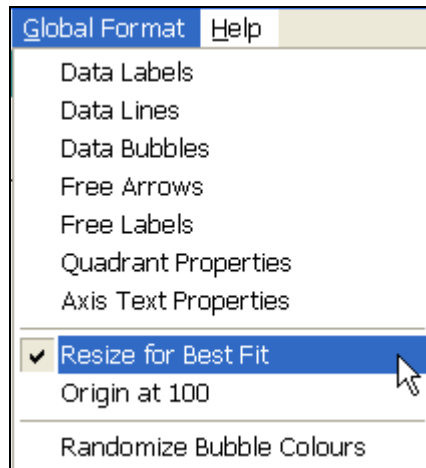 Global Format Help
Data Labels
Data Lines
Data Bubbles
Free Arrows
Free Labels
Quadrant Properties
Axis Text Properties
Resize for Best Fit
Origin at 100
Randomize Bubble Colours